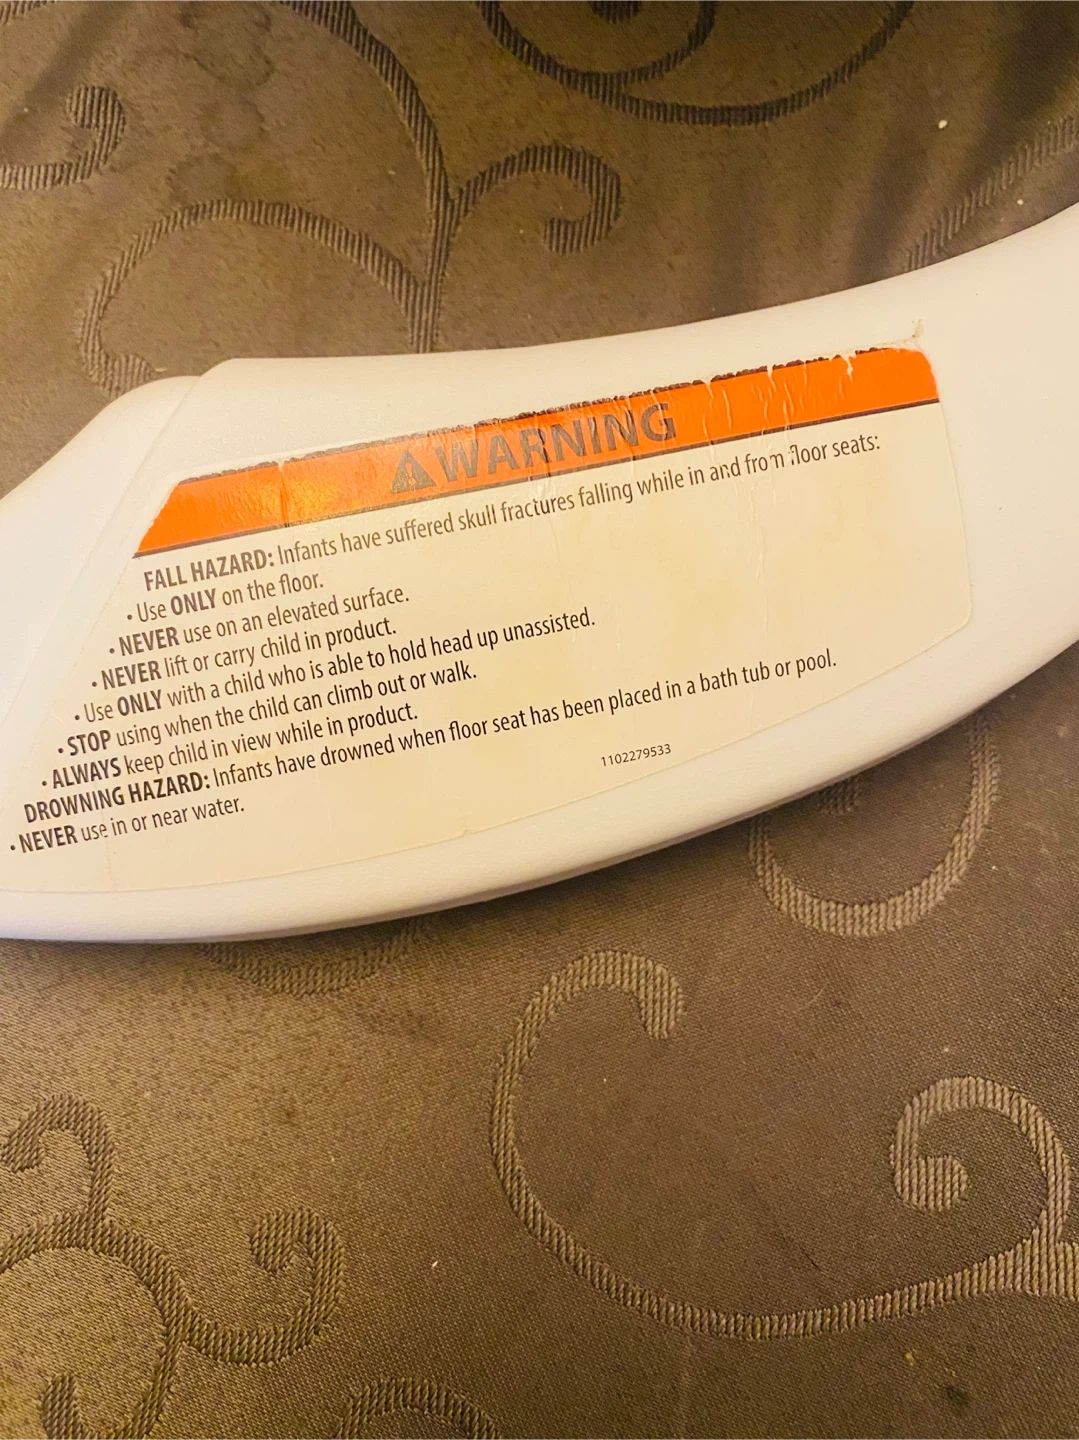 ⚠WARNING
FALL HAZARD: Infants have suffered skull fractures falling while in and from floor seats:
• Use ONLY on the floor.
• NEVER use on an elevated surface.
• NEVER lift or carry child in product.
• Use ONLY with a child who is able to hold head up unassisted.
• STOP using when the child can climb out or walk.
• ALWAYS keep child in view while in product.
DROWNING HAZARD: Infants have drowned when floor seat has been placed in a bath tub or pool.
• NEVER use in or near water.
1102279533